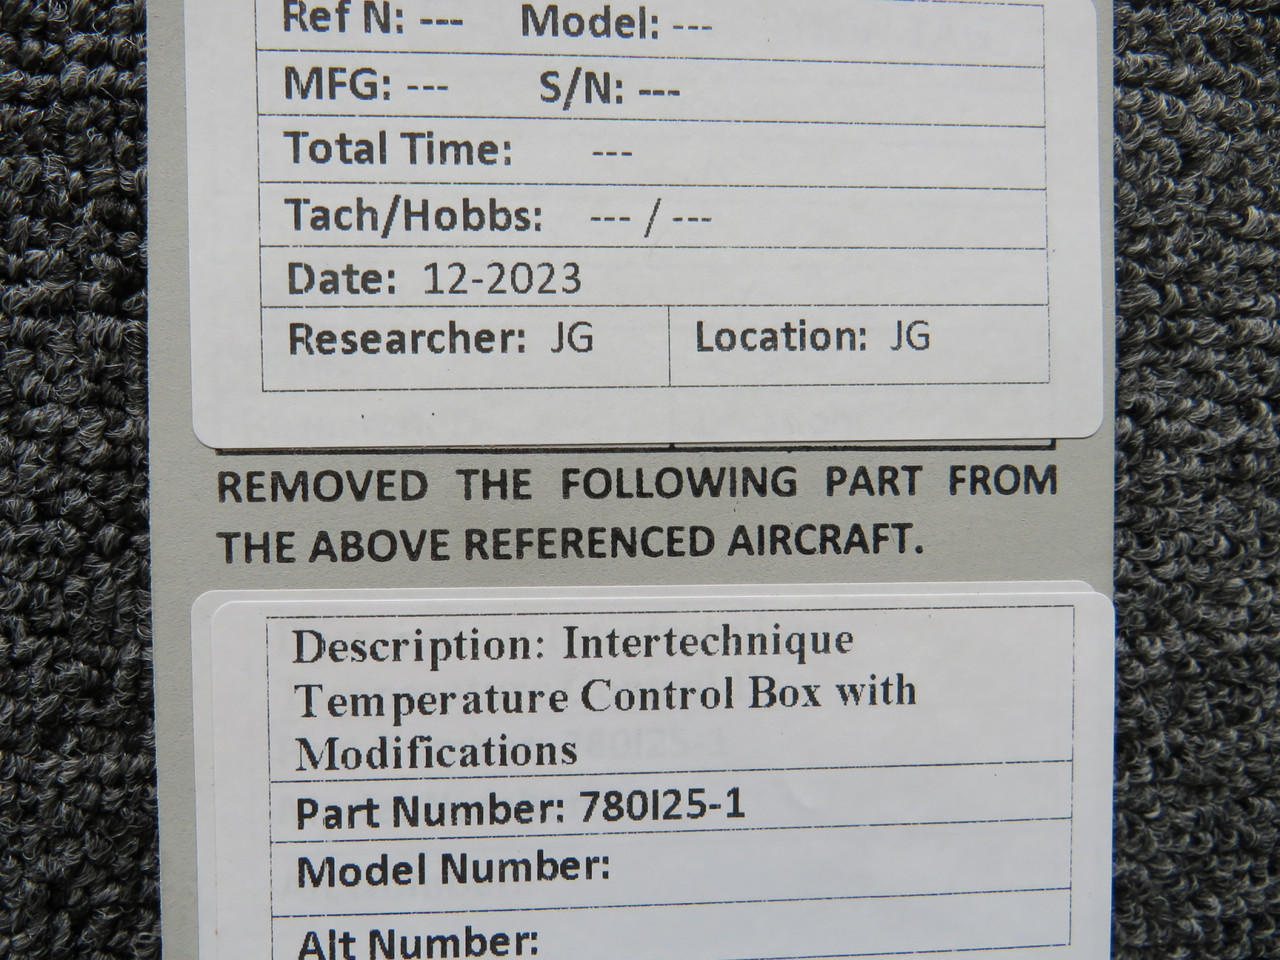 Ref N: --- Model: ---
MFG: --- S/N: ---
Total Time: ---
Tach/Hobbs: --- / ---
Date: 12-2023
Researcher: JG Location: JG
REMOVED THE FOLLOWING PART FROM
THE ABOVE REFERENCED AIRCRAFT.
Description: Intertechnique
Temperature Control Box with
Modifications
Part Number: 780I25-1
Model Number:
Alt Number: